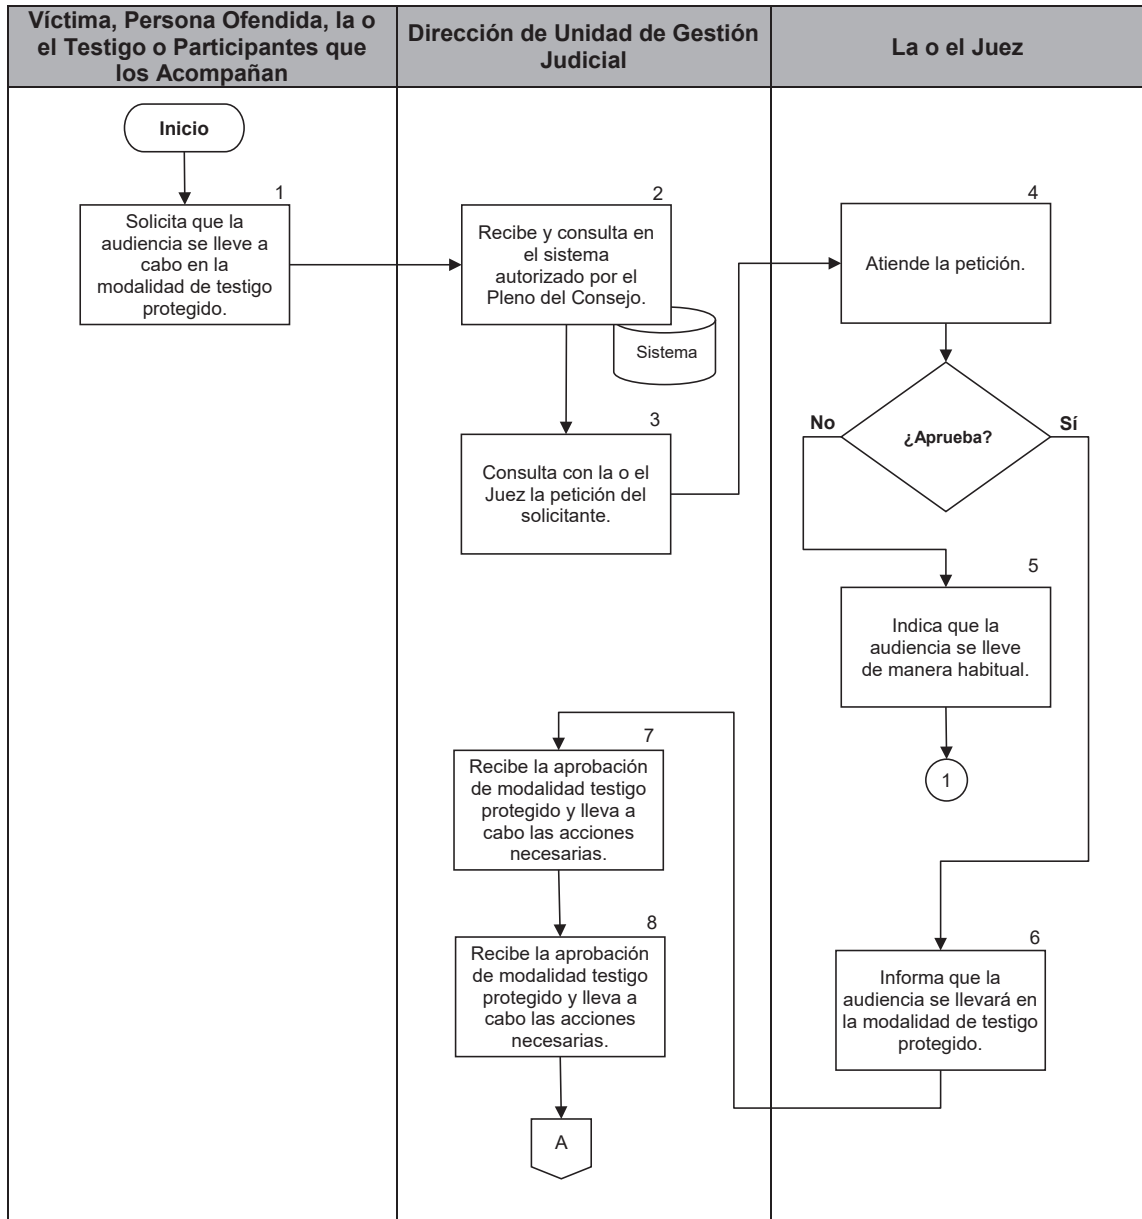 Víctima, Persona Ofendida, la o
el Testigo o Participantes que
los Acompañan
Dirección de Unidad de Gestión
Judicial
La o el Juez
Inicio
1
Solicita que la
audiencia se lleve a
cabo en la
modalidad de testigo
protegido.
2
Recibe y consulta en
el sistema
autorizado por el
Pleno del Consejo.
Sistema
3
Consulta con la o el
Juez la petición del
solicitante.
4
Atiende la petición.
¿Aprueba?
No
Sí
5
Indica que la
audiencia se lleve
de manera habitual.
1
6
Informa que la
audiencia se llevará en
la modalidad de testigo
protegido.
7
Recibe la aprobación
de modalidad testigo
protegido y lleva a
cabo las acciones
necesarias.
8
Recibe la aprobación
de modalidad testigo
protegido y lleva a
cabo las acciones
necesarias.
A